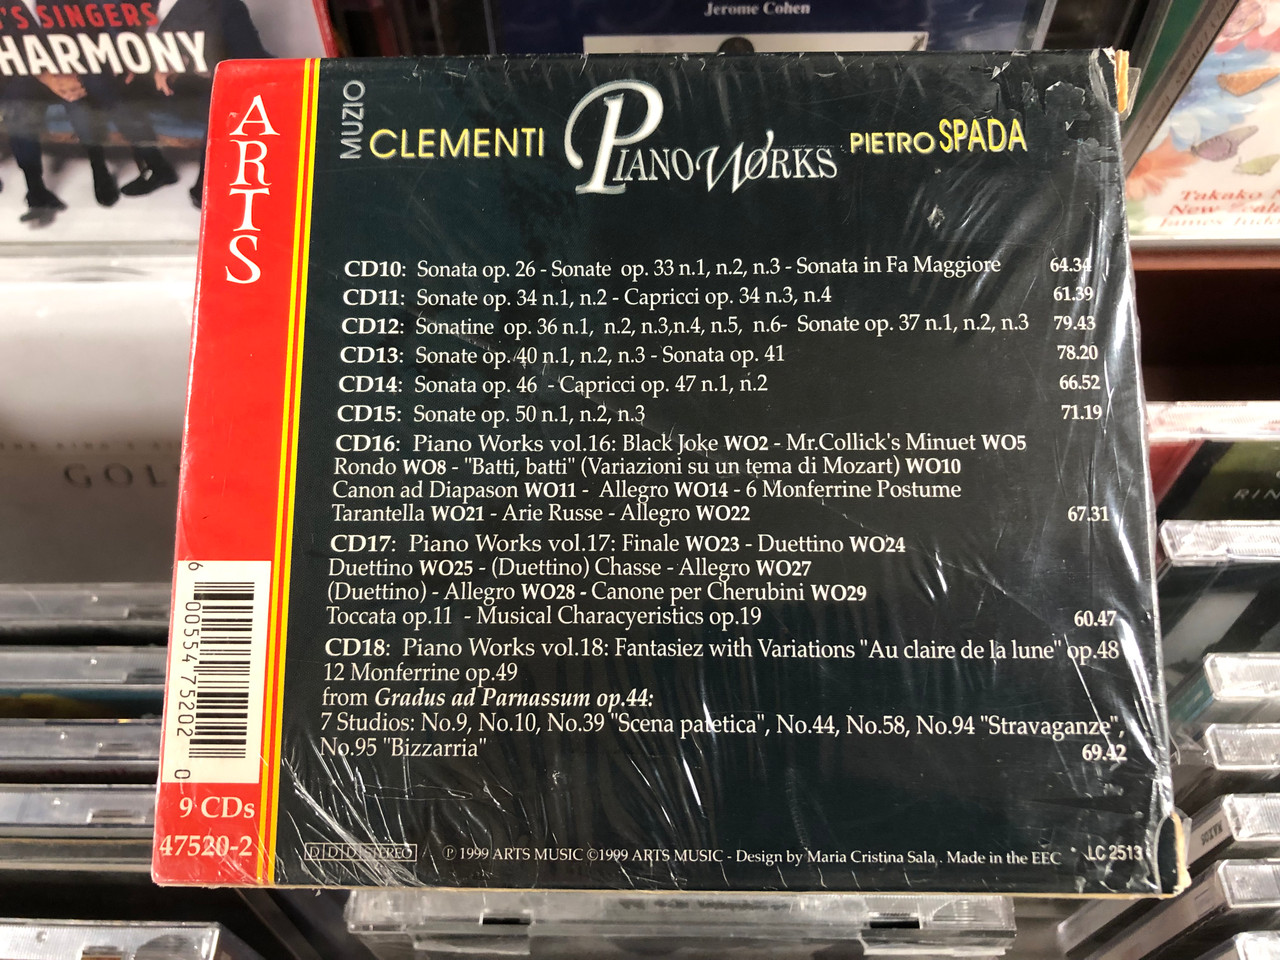 Jerome Cohen
'S SINGERS
HARMONY
GOL
Takako
New
James
RIN
ARTS
MUZIO
CLEMENTI
PIANO WORKS
PIETRO SPADA
CD10: Sonata op. 26 - Sonate op. 33 n.1, n.2, n.3 - Sonata in Fa Maggiore 64.34
CD11: Sonate op. 34 n.1, n.2 - Capricci op. 34 n.3, n.4 61.39
CD12: Sonatine op. 36 n.1, n.2, n.3,n.4, n.5, n.6- Sonate op. 37 n.1, n.2, n.3 79.43
CD13: Sonate op. 40 n.1, n.2, n.3 - Sonata op. 41 78.20
CD14: Sonata op. 46 - Capricci op. 47 n.1, n.2 66.52
CD15: Sonate op. 50 n.1, n.2, n.3 71.19
CD16: Piano Works vol.16: Black Joke WO2 - Mr.Collick's Minuet WO5
Rondo WO8 - "Batti, batti" (Variazioni su un tema di Mozart) WO10
Canon ad Diapason WO11 - Allegro WO14 - 6 Monferrine Postume
Tarantella WO21 - Arie Russe - Allegro WO22 67.31
CD17: Piano Works vol.17: Finale WO23 - Duettino WO24
Duettino WO25 - (Duettino) Chasse - Allegro WO27
(Duettino) - Allegro WO28 - Canone per Cherubini WO29
Toccata op.11 - Musical Characyeristics op.19 60.47
CD18: Piano Works vol.18: Fantasiez with Variations "Au claire de la lune" op.48
12 Monferrine op.49
from Gradus ad Parnassum op.44:
7 Studios: No.9, No.10, No.39 "Scena patetica", No.44, No.58, No.94 "Stravaganze",
No.95 "Bizzarria" 69.42
6 00554 75202 0
9 CDs
47520-2
DDD STEREO
℗ 1999 ARTS MUSIC ©1999 ARTS MUSIC - Design by Maria Cristina Sala . Made in the EEC
LC 2513